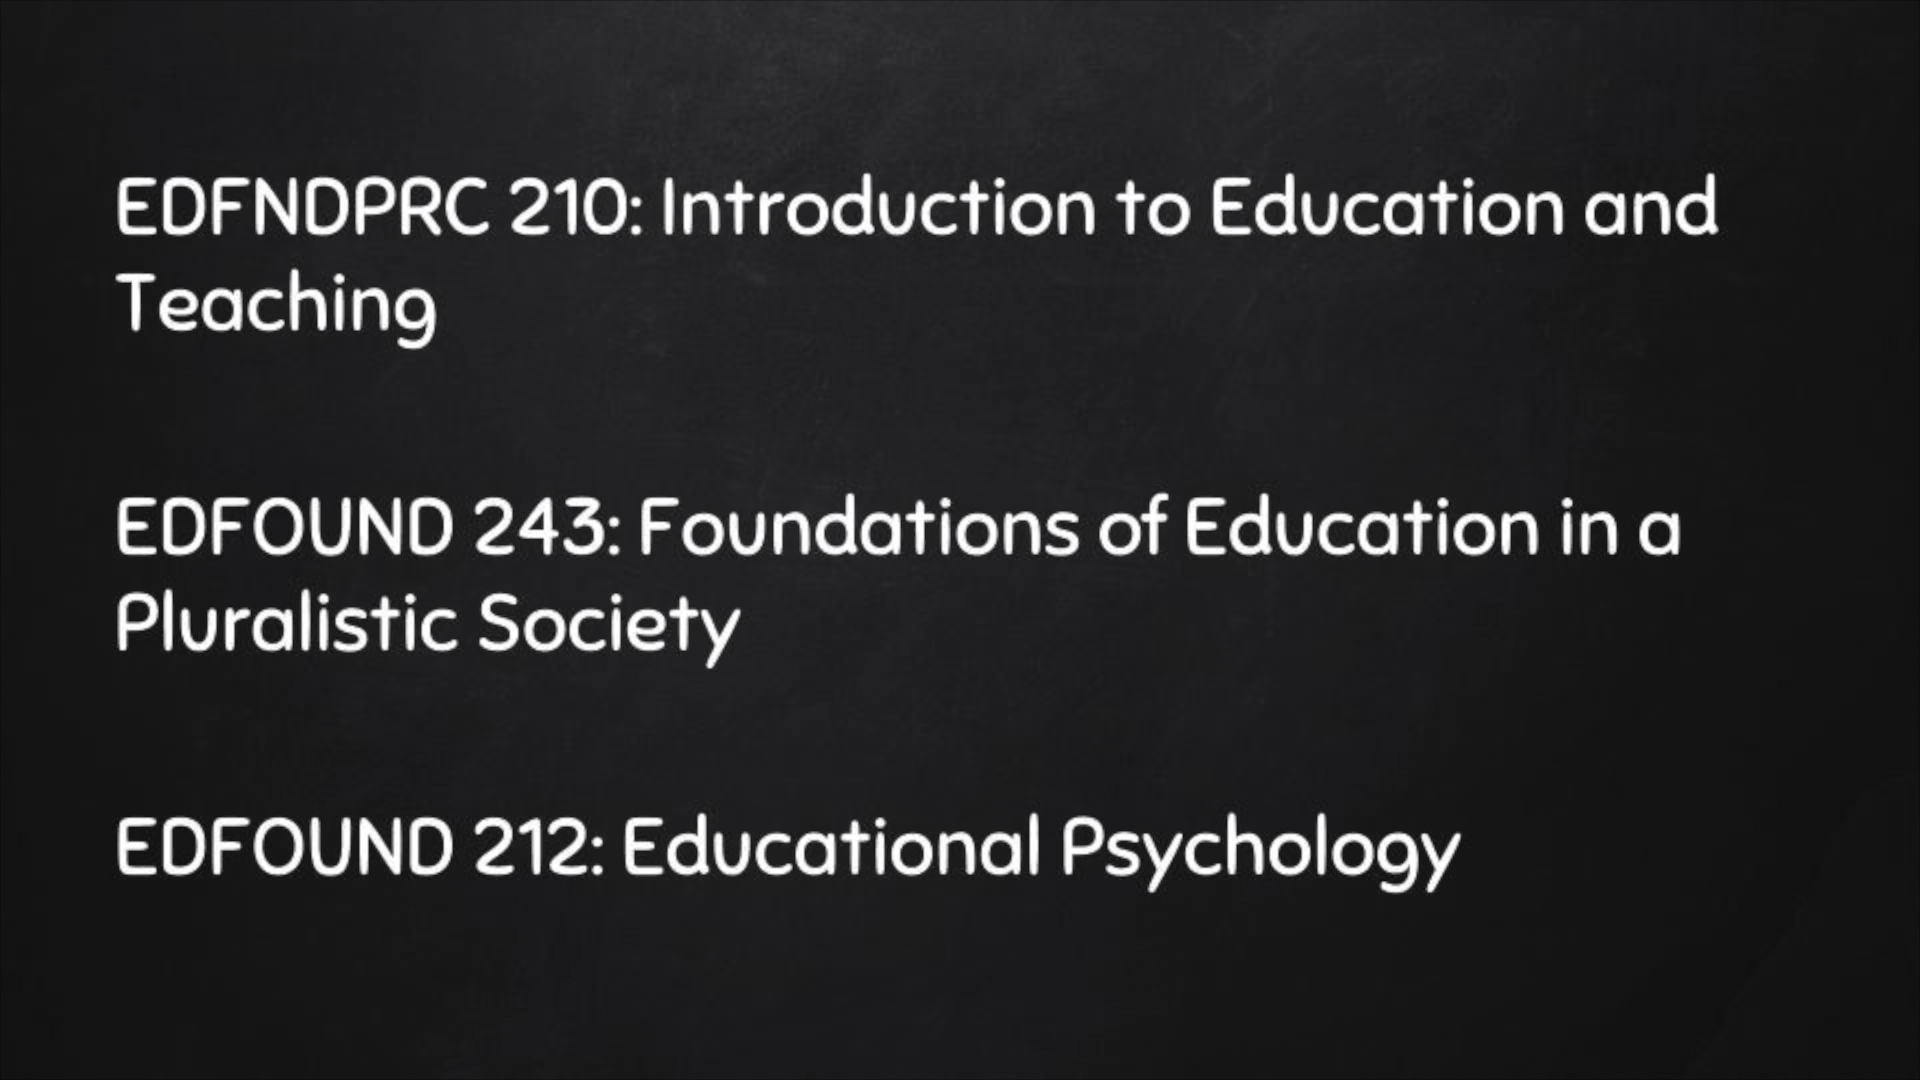 EDFNDPRC 210: Introduction to Education and
Teaching
EDFOUND 243: Foundations of Education in a
Pluralistic Society
EDFOUND 212: Educational Psychology